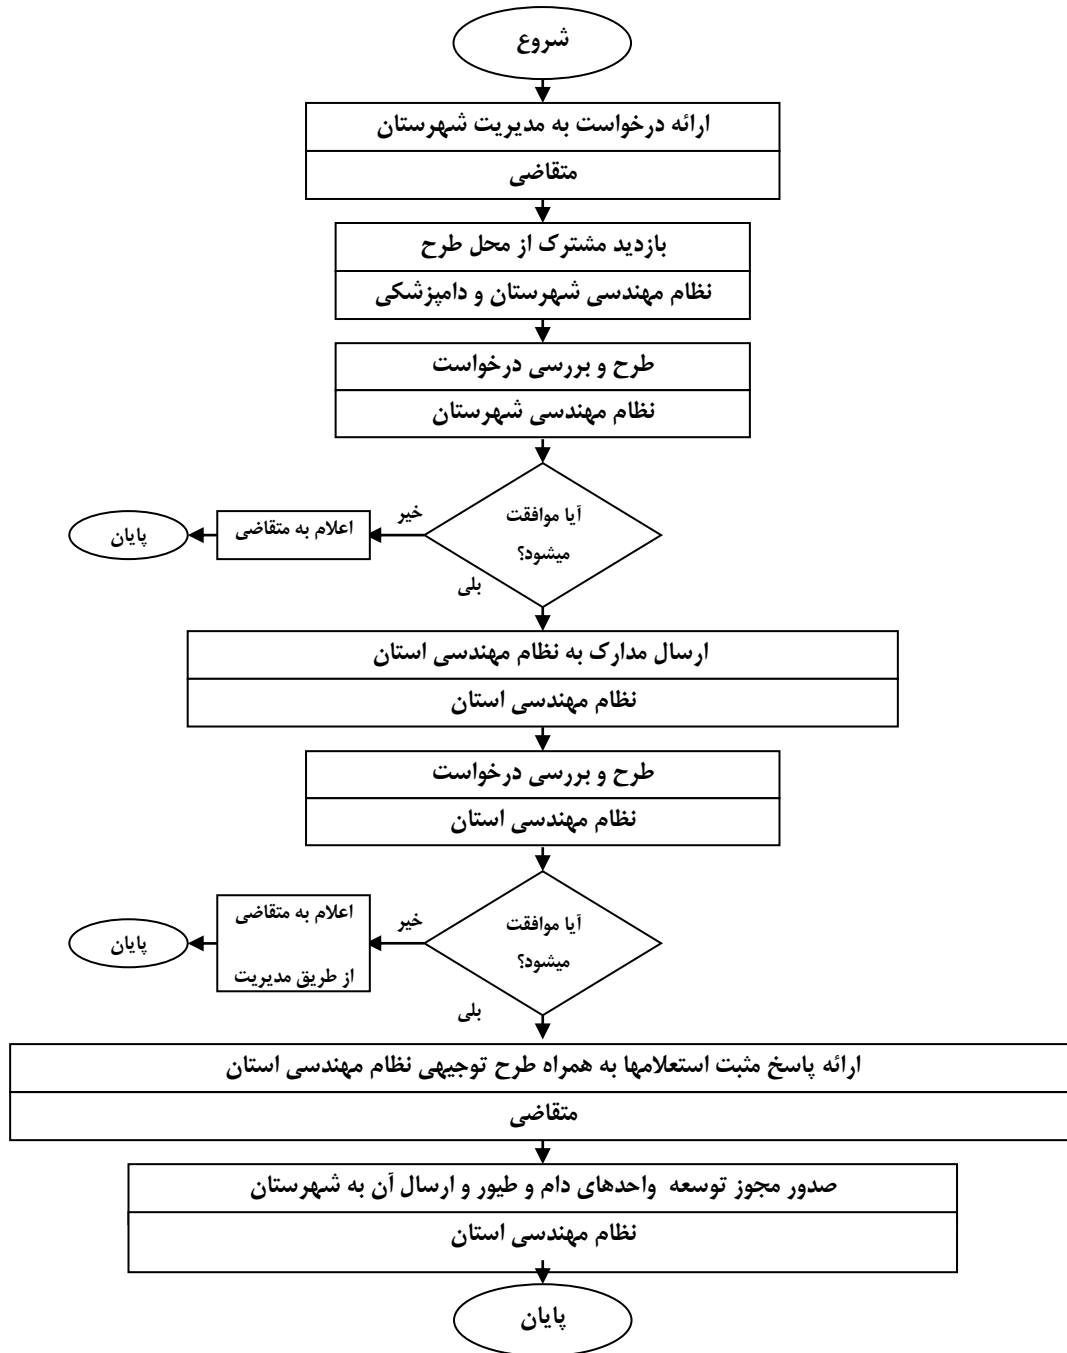 شروع
ارائه درخواست به مدیریت شهرستان
متقاضی
بازدید مشترک از محل طرح
نظام مهندسی شهرستان و دامپزشکی
طرح و بررسی درخواست
نظام مهندسی شهرستان
آیا موافقت
میشود؟
خیر
اعلام به متقاضی
پایان
بلی
ارسال مدارک به نظام مهندسی استان
نظام مهندسی استان
طرح و بررسی درخواست
نظام مهندسی استان
آیا موافقت
میشود؟
خیر
اعلام به متقاضی
از طریق مدیریت
پایان
بلی
ارائه پاسخ مثبت استعلامها به همراه طرح توجیهی نظام مهندسی استان
متقاضی
صدور مجوز توسعه واحدهای دام و طیور و ارسال آن به شهرستان
نظام مهندسی استان
پایان